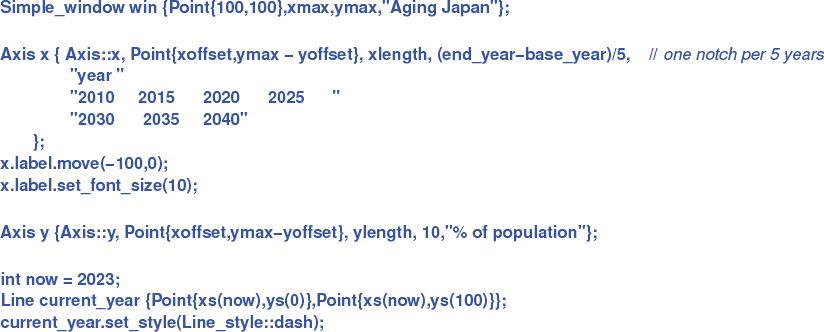 Simple_window win {Point{100,100},xmax,ymax,"Aging Japan"};
Axis x { Axis::x, Point{xoffset,ymax − yoffset}, xlength, (end_year−base_year)/5, // one notch per 5 years
"year "
"2010 2015 2020 2025 "
"2030 2035 2040"
};
x.label.move(−100,0);
x.label.set_font_size(10);
Axis y {Axis::y, Point{xoffset,ymax−yoffset}, ylength, 10,"% of population"};
int now = 2023;
Line current_year {Point{xs(now),ys(0)},Point{xs(now),ys(100)}};
current_year.set_style(Line_style::dash);